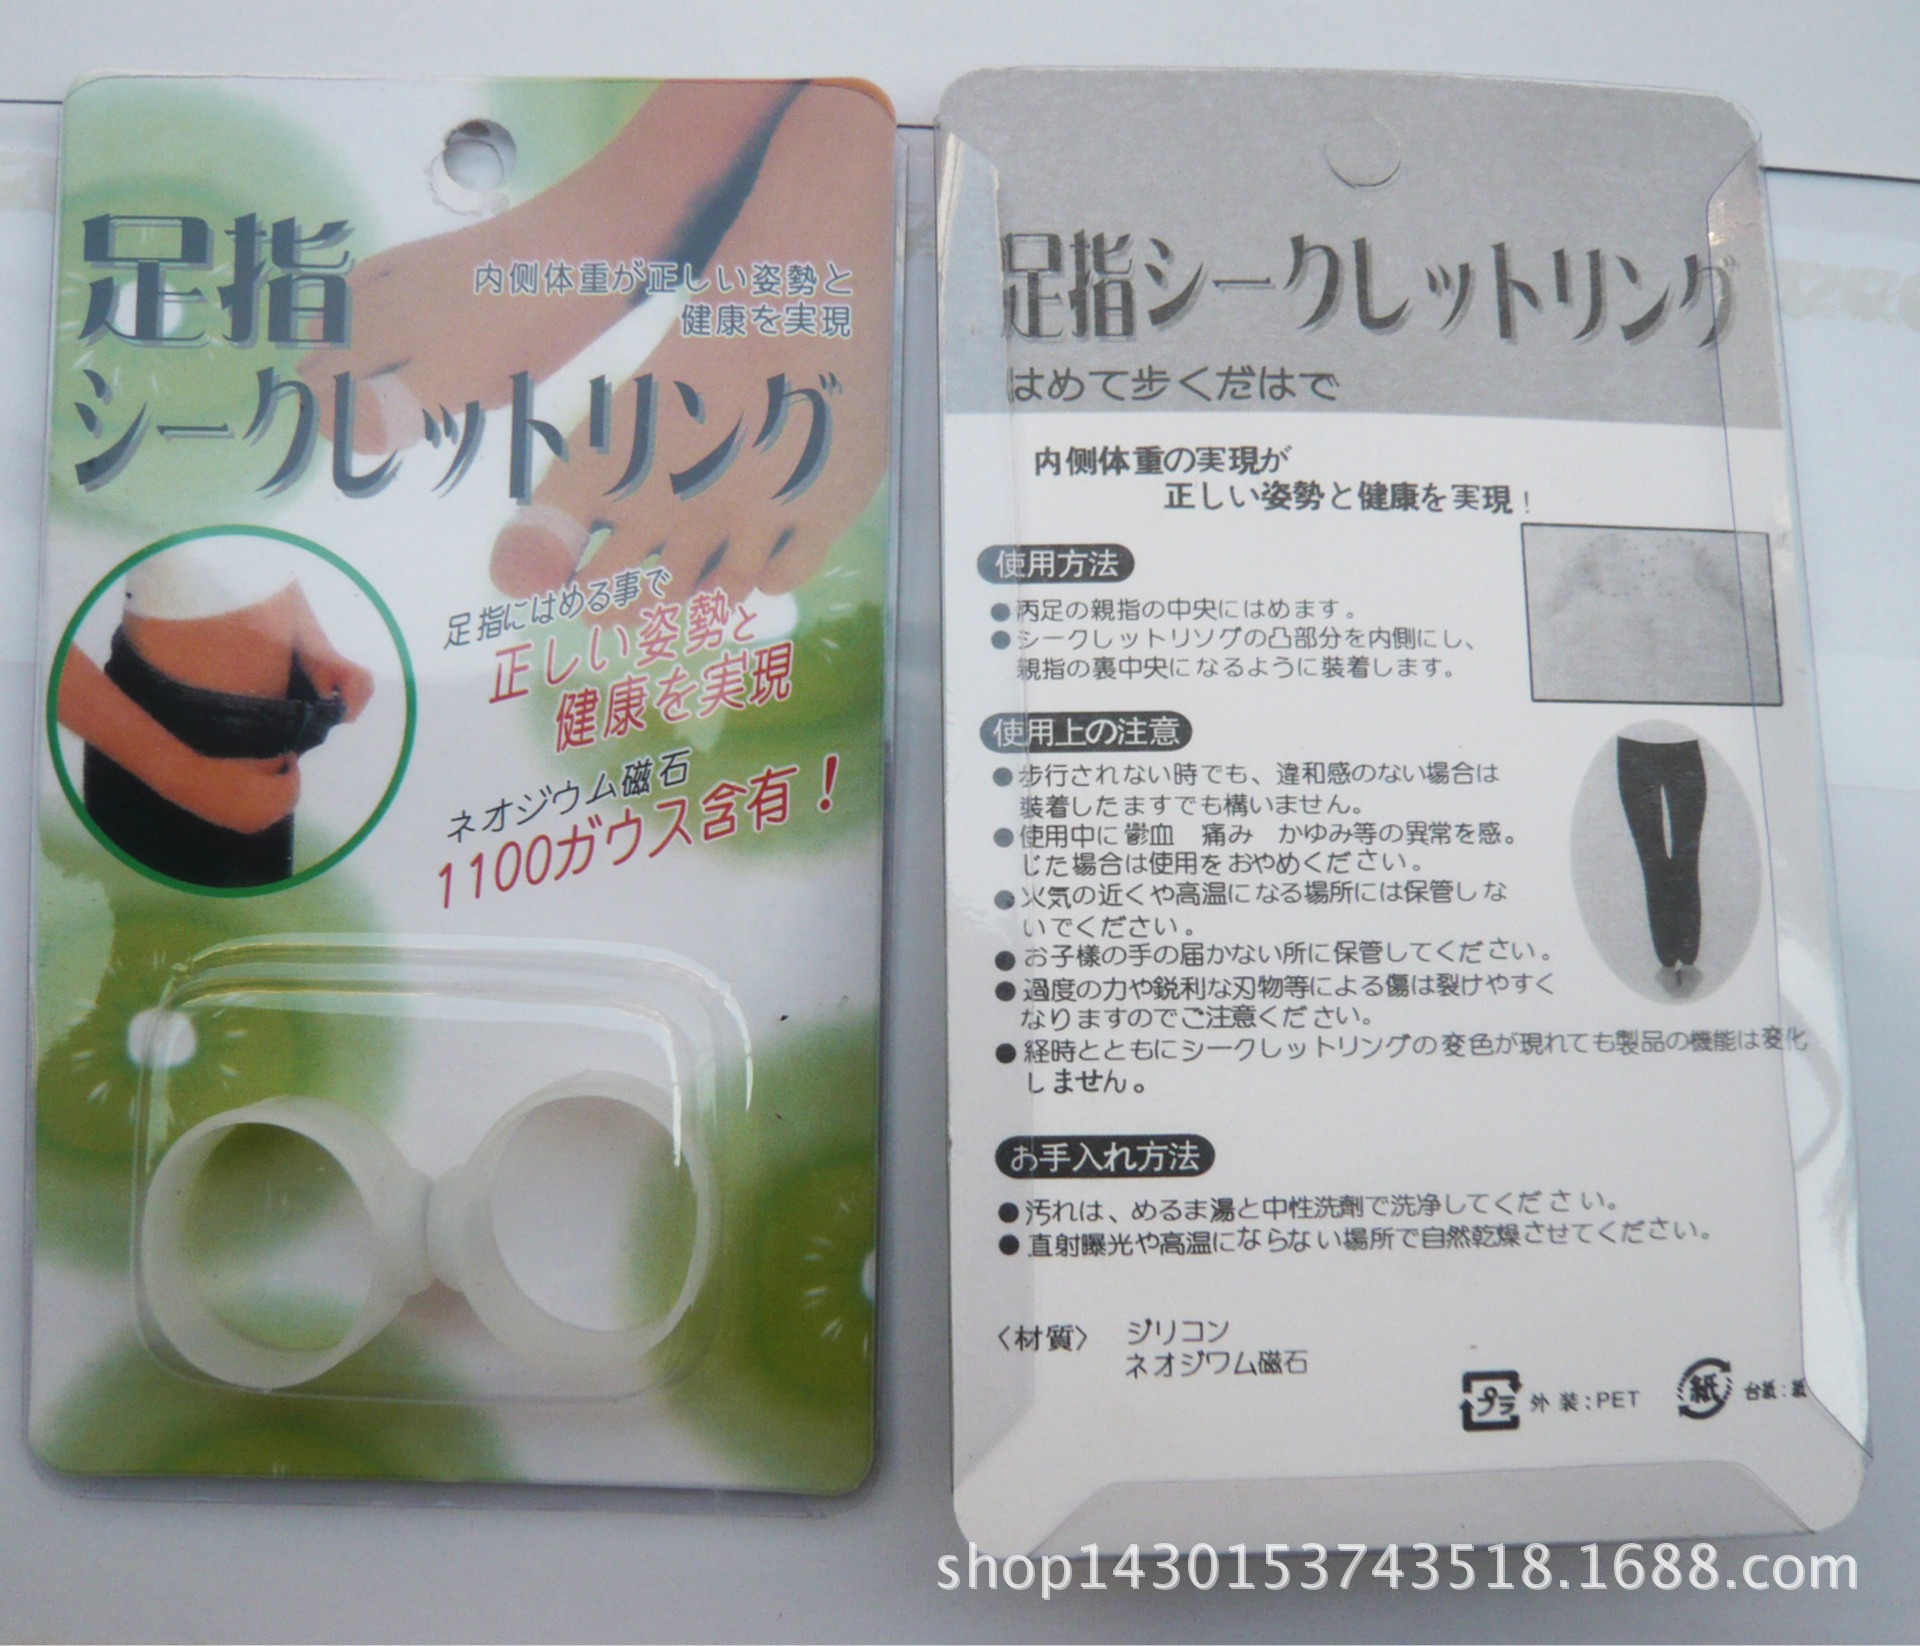 足指
シークレットリング
内側体重が正しい姿勢と
健康を実現
足指にはめる事で
正しい姿勢と
健康を実現
ネオジウム磁石
1100ガウス含有！
足指シークレットリング
はめて歩くだはで
内側体重の実現が
正しい姿勢と健康を実現！
使用方法
●丙足の親指の中央にはめます。
●シークレットリソグの凸部分を内側にし、
親指の裏中央になるように装着します。
使用上の注意
●步行されない時でも、違和感のない場合は
装着したますでも構いません。
●使用中に鬱血 痛み かゆみ等の異常を感。
じた場合は使用をおやめください。
●火気の近くや高温になる場所には保管しな
いでください。
●お子様の手の届かない所に保管してください。
●過度の力や鋭利な刃物等による傷は裂けやすく
なりますのでご注意ください。
●経時とともにシークレットリングの変色が現れても製品の機能は変化
しません。
お手入れ方法
●汚れは、めるま湯と中性洗劑で洗浄してください。
●直射曝光や高温にならない場所で自然乾燥させてください。
〈材質〉 ジリコン
ネオジワム磁石
プラ 外装:PET 紙 台紙:紙
shop1430153743518.1688.com